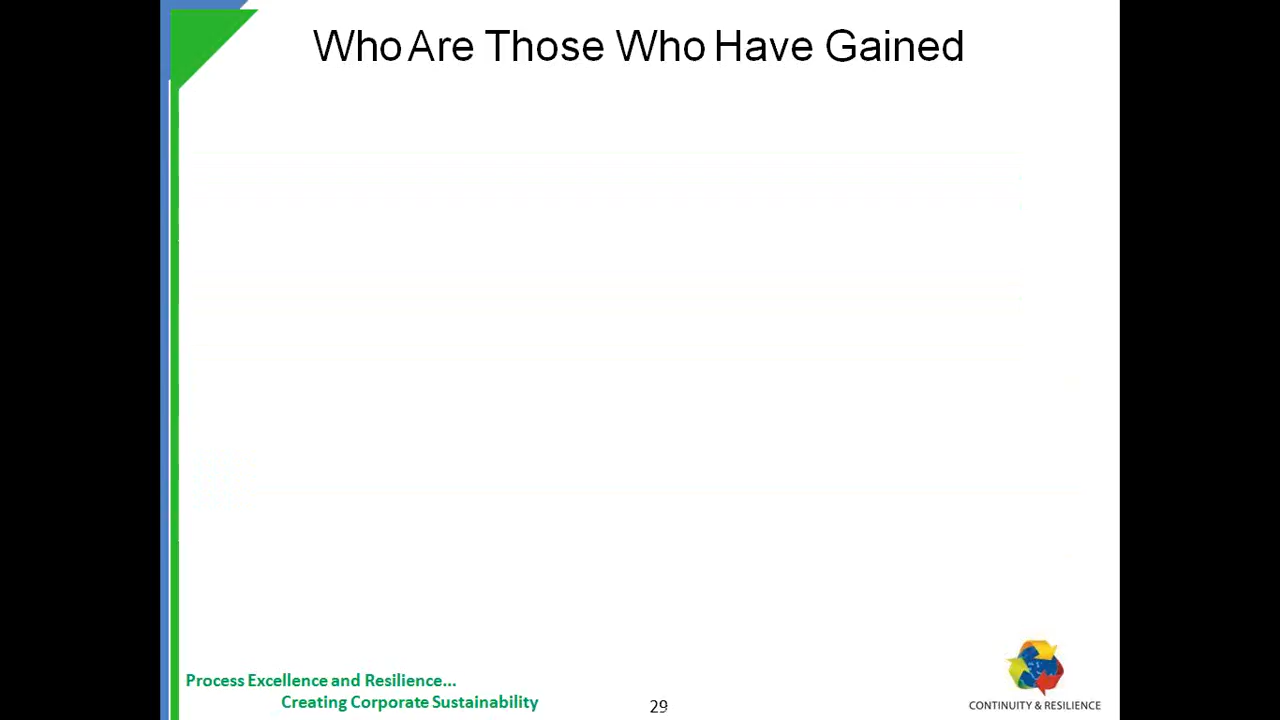 Who Are Those Who Have Gained
Process Excellence and Resilience...
Creating Corporate Sustainability
29
CONTINUITY & RESILIENCE